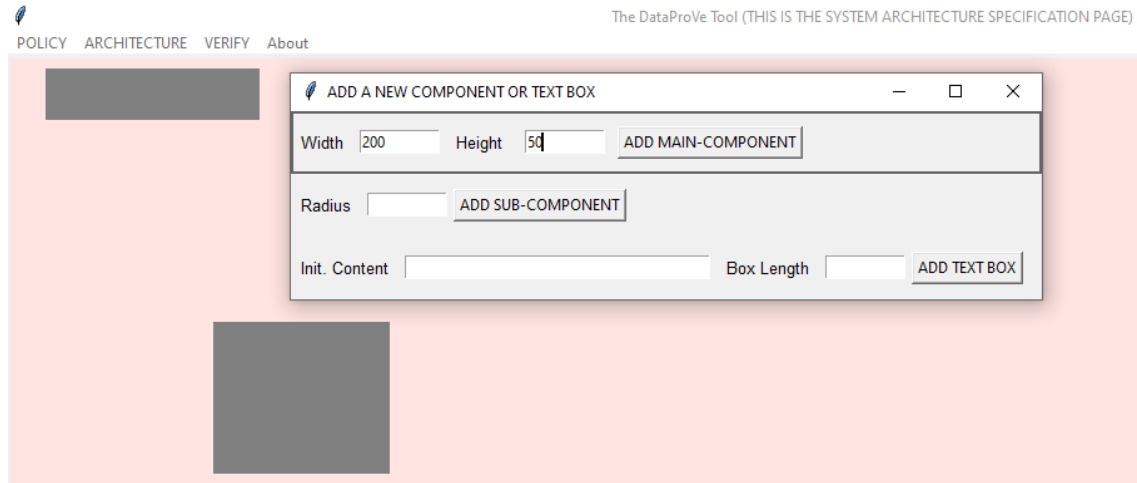 The DataProVe Tool (THIS IS THE SYSTEM ARCHITECTURE SPECIFICATION PAGE)
POLICY ARCHITECTURE VERIFY About
ADD A NEW COMPONENT OR TEXT BOX
Width 200 Height 50 ADD MAIN-COMPONENT
Radius ADD SUB-COMPONENT
Init. Content Box Length ADD TEXT BOX